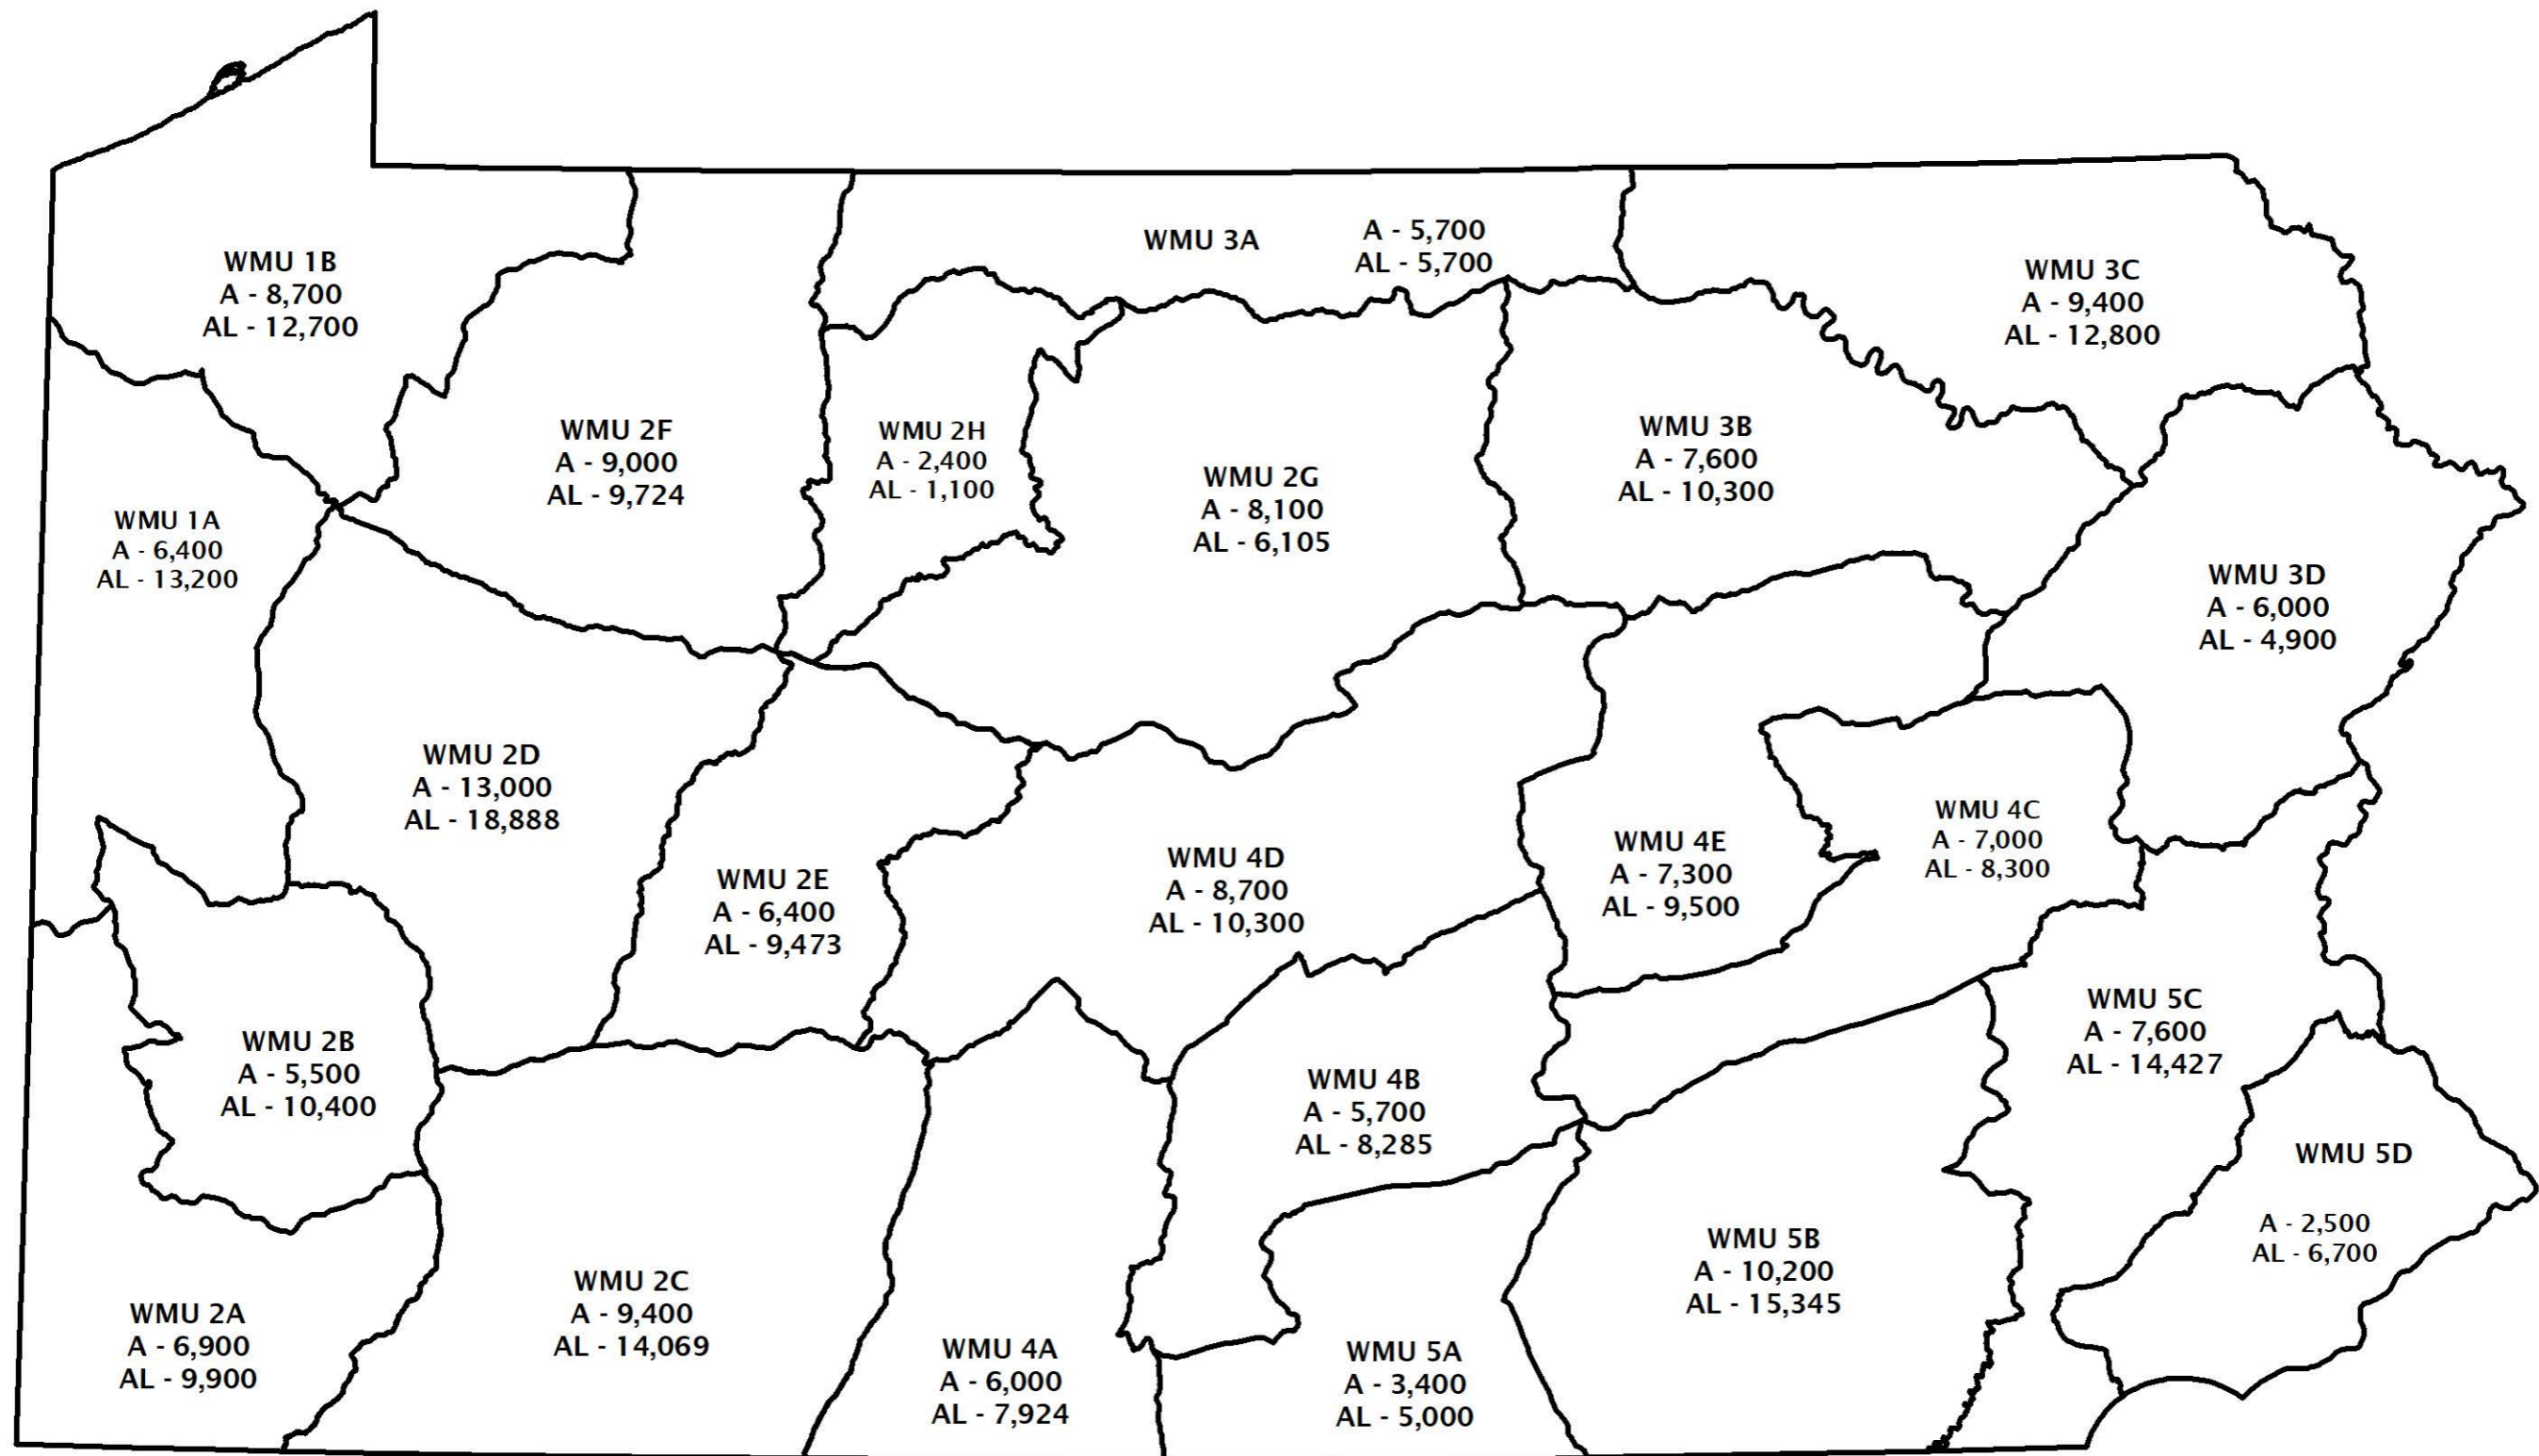 WMU 1B
A - 8,700
AL - 12,700
WMU 3A
A - 5,700
AL - 5,700
WMU 3C
A - 9,400
AL - 12,800
WMU 2F
A - 9,000
AL - 9,724
WMU 2H
A - 2,400
AL - 1,100
WMU 2G
A - 8,100
AL - 6,105
WMU 3B
A - 7,600
AL - 10,300
WMU 1A
A - 6,400
AL - 13,200
WMU 3D
A - 6,000
AL - 4,900
WMU 2D
A - 13,000
AL - 18,888
WMU 2E
A - 6,400
AL - 9,473
WMU 4D
A - 8,700
AL - 10,300
WMU 4E
A - 7,300
AL - 9,500
WMU 4C
A - 7,000
AL - 8,300
WMU 2B
A - 5,500
AL - 10,400
WMU 4B
A - 5,700
AL - 8,285
WMU 5C
A - 7,600
AL - 14,427
WMU 5D
A - 2,500
AL - 6,700
WMU 2A
A - 6,900
AL - 9,900
WMU 2C
A - 9,400
AL - 14,069
WMU 4A
A - 6,000
AL - 7,924
WMU 5A
A - 3,400
AL - 5,000
WMU 5B
A - 10,200
AL - 15,345